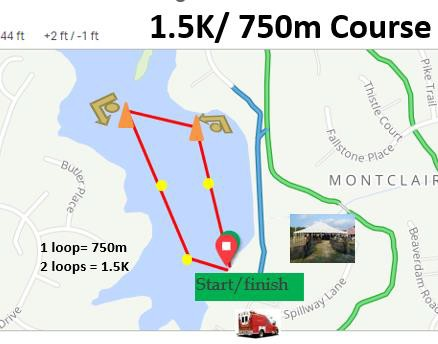 1.5K/ 750m Course
44 ft +2 ft / -1 ft
Pike Trail
Thistle Court
Fallstone Place
MONTCLAIR
Butler Place
1 loop= 750m
2 loops = 1.5K
Start/finish
Beaverdam Road
Spillway Lane
Drive